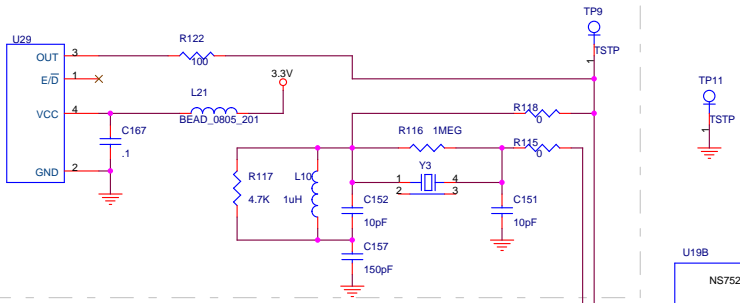 TP9
U29
R122
OUT 3
100
TSTP
1
E/D 1
3.3V
L21
TP11
VCC 4
BEAD_0805_201
R118
0
TSTP
C167
R116 1MEG
R115
0
1
.1
Y3
GND 2
R117
L10
1 4
4.7K
1uH
2 3
C152
C151
10pF
10pF
C157
U19B
150pF
NS752